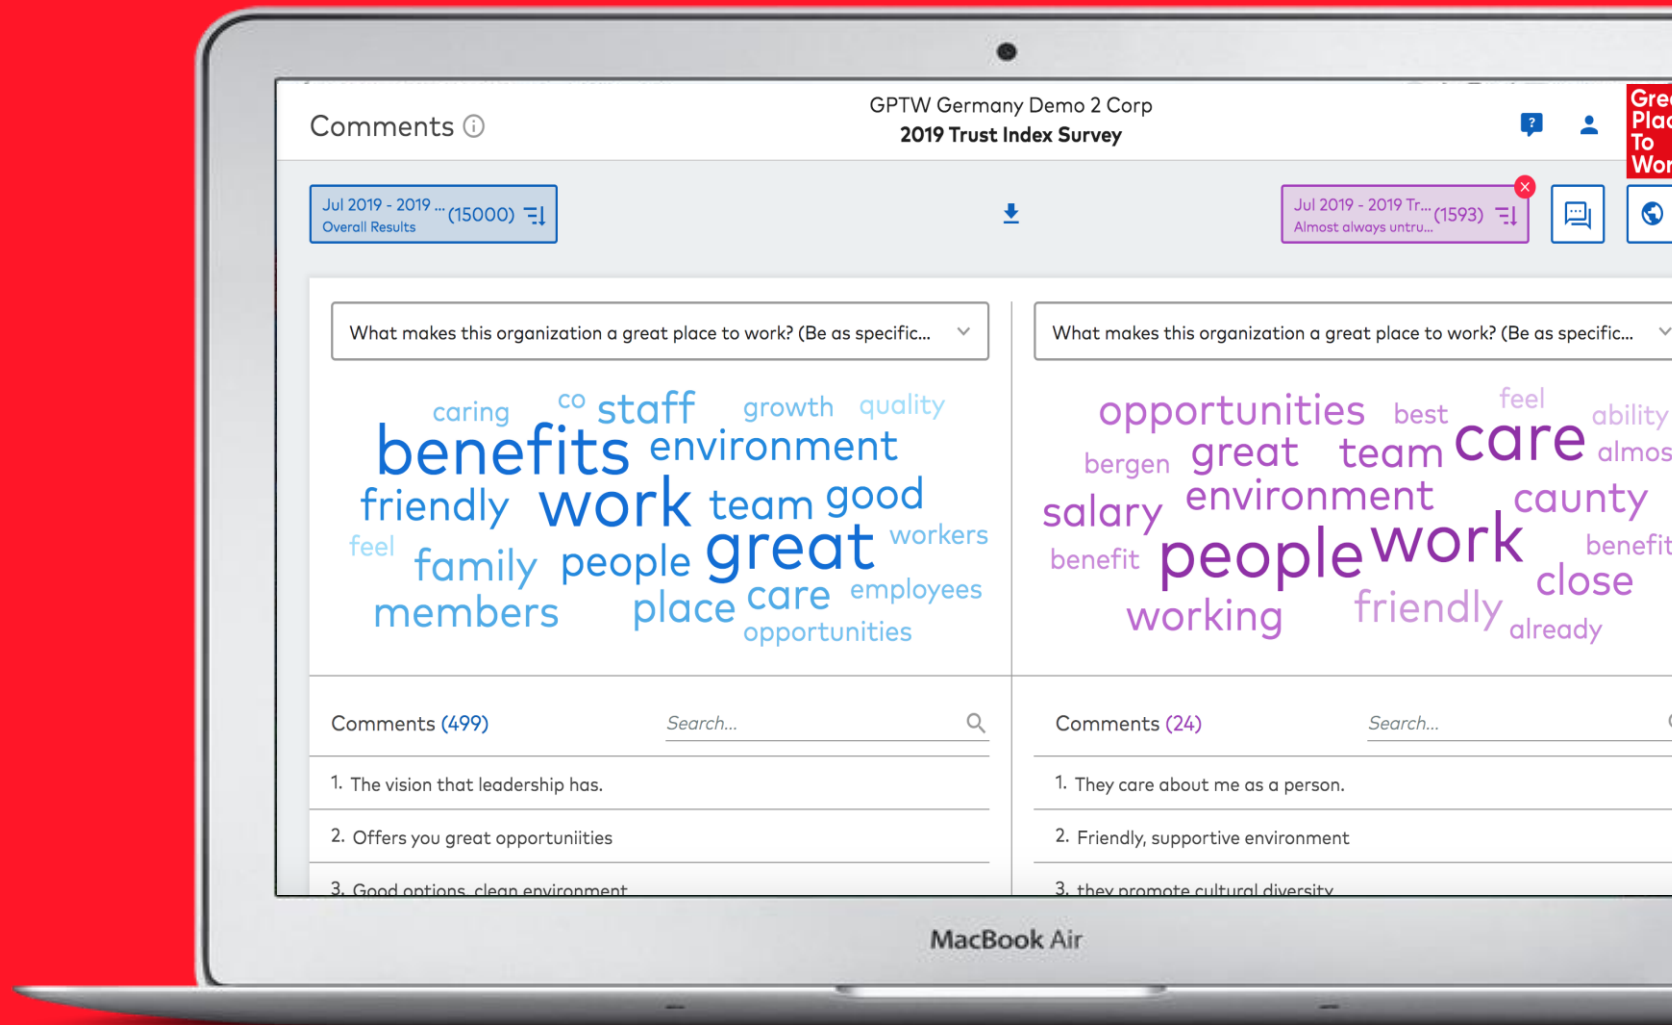 GPTW Germany Demo 2 Corp
Comments
2019 Trust Index Survey
?
Grea
Plac
To
Wor
Jul 2019 - 2019 ...
Overall Results
(15000)
Jul 2019 - 2019 Tr...
Almost always untru...
(1593)
What makes this organization a great place to work? (Be as specific...
caring co staff growth quality
benefits environment
friendly work team good
feel family people great workers
members place care employees
opportunities
Comments (499)
Search...
1. The vision that leadership has.
2. Offers you great opportuniities
3. Good options, clean environment
What makes this organization a great place to work? (Be as specific...
opportunities best feel ability
bergen great team care almos
salary environment caunty
benefit people work benefit
working friendly close
already
Comments (24)
Search...
1. They care about me as a person.
2. Friendly, supportive environment
3. they promote cultural diversity
MacBook Air